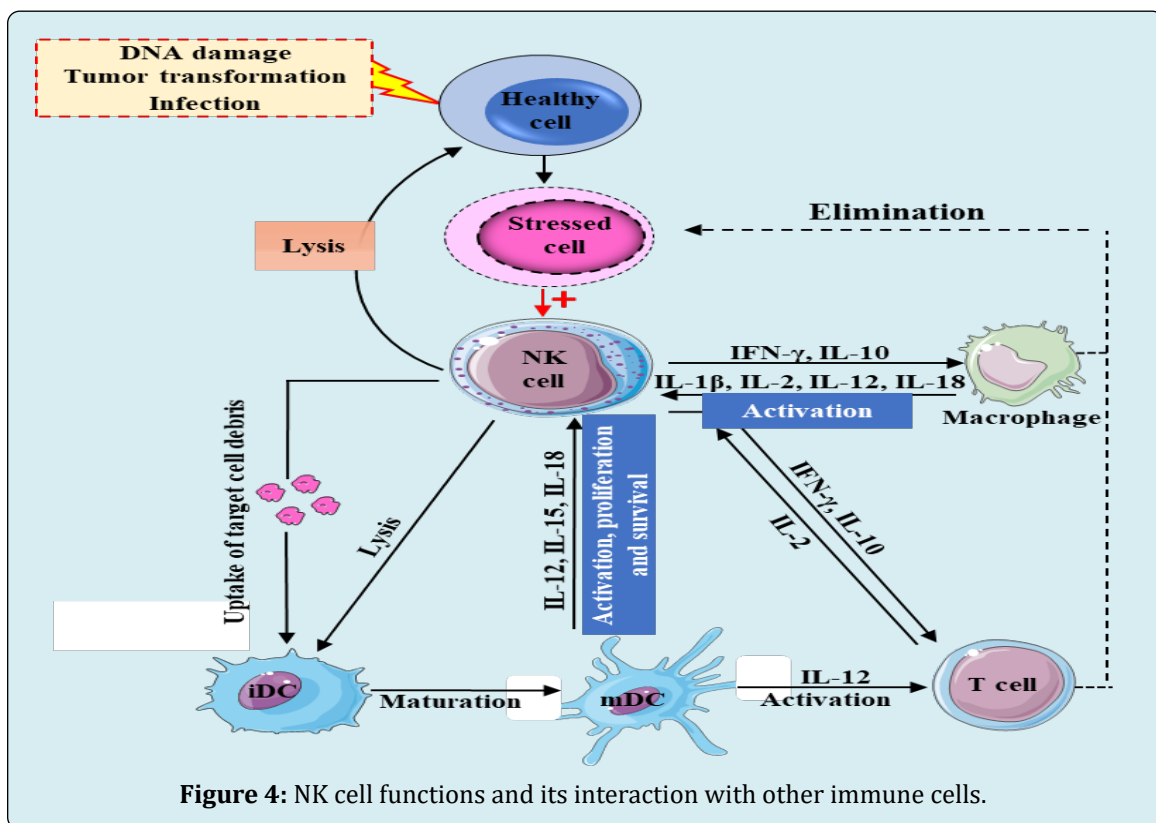 DNA damage
Tumor transformation
Infection
Healthy
cell
Stressed
cell
Elimination
Lysis
+
NK
cell
IFN-γ, IL-10
IL-1β, IL-2, IL-12, IL-18
Activation
Macrophage
Uptake of target cell debris
Lysis
IL-12, IL-15, IL-18
Activation, proliferation
and survival
IFN-γ, IL-10
IL-2
iDC
Maturation
mDC
IL-12
Activation
T cell
Figure 4: NK cell functions and its interaction with other immune cells.